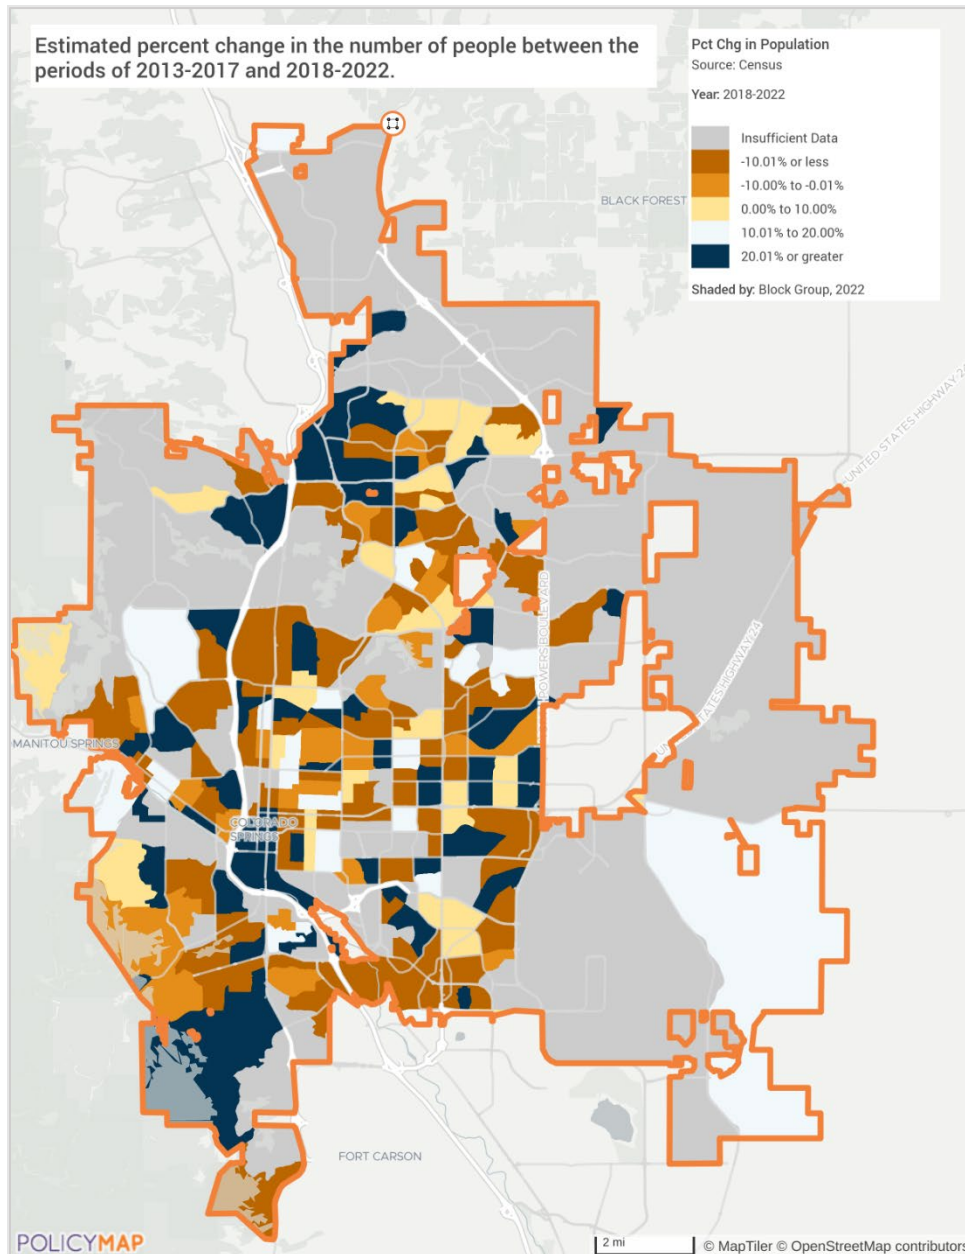 Estimated percent change in the number of people between the
periods of 2013-2017 and 2018-2022.
Pct Chg in Population
Source: Census
Year: 2018-2022
Insufficient Data
-10.01% or less
-10.00% to -0.01%
0.00% to 10.00%
10.01% to 20.00%
20.01% or greater
Shaded by: Block Group, 2022
BLACK FOREST
UNITED STATES HIGHWAY 24
POWERS BOULEVARD
UNITED STATES HIGHWAY 24
MANITOU SPRINGS
COLORADO
SPRINGS
FORT CARSON
POLICYMAP
2 mi
© MapTiler © OpenStreetMap contributors